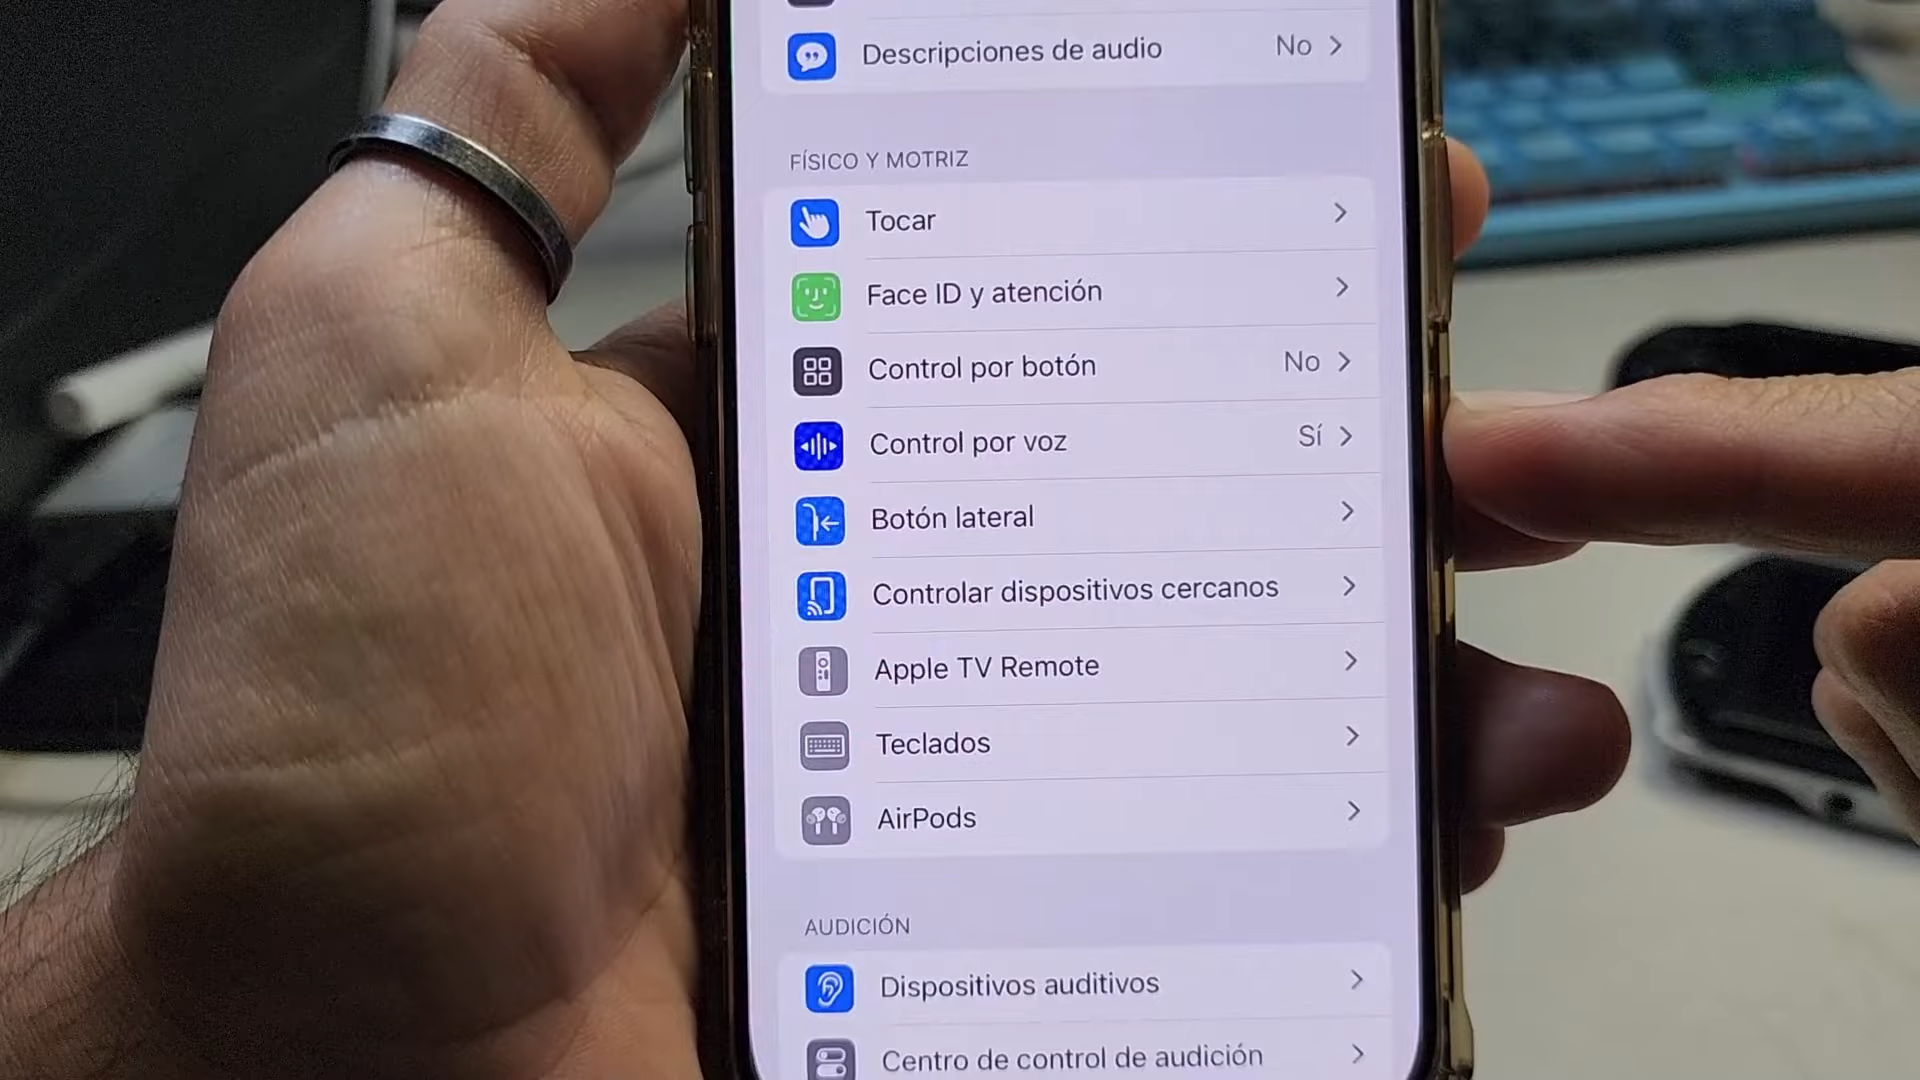 Descripciones de audio No
FÍSICO Y MOTRIZ
Tocar
Face ID y atención
Control por botón No
Control por voz Sí
Botón lateral
Controlar dispositivos cercanos
Apple TV Remote
Teclados
AirPods
AUDICIÓN
Dispositivos auditivos
Centro de control de audición